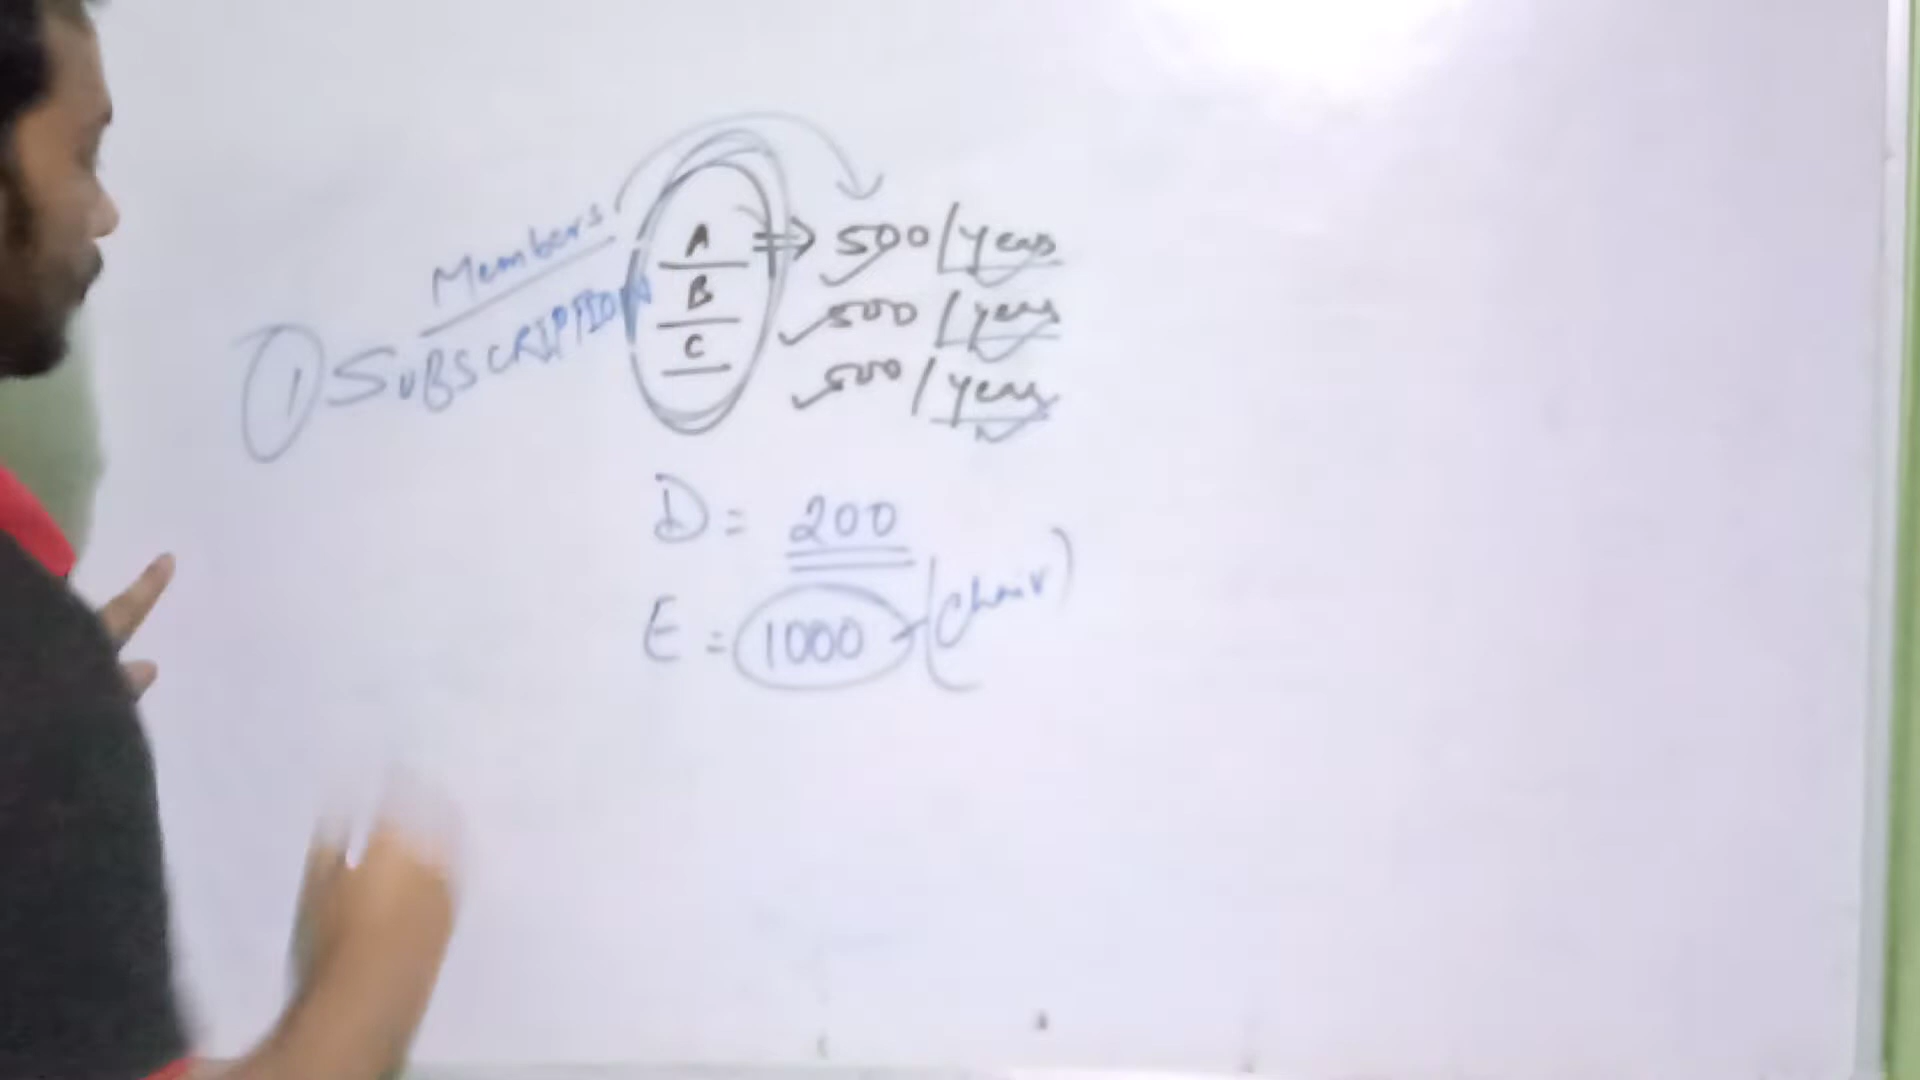 Members
① SUBSCRIPTION
A ⇒ 500/year
B 500/year
C 500/year
D = 200
E = 1000 (chair)